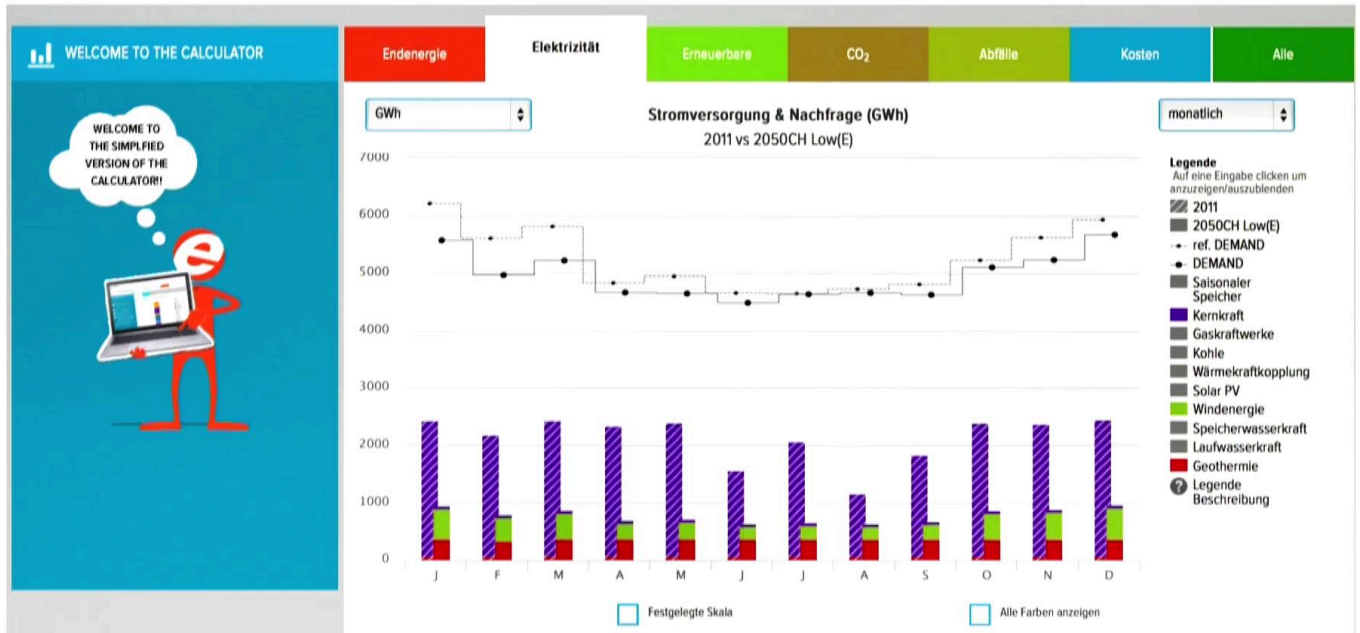 WELCOME TO THE CALCULATOR
WELCOME TO
THE SIMPLFIED
VERSION OF THE
CALCULATOR!!
Endenergie
Elektrizität
Erneuerbare
CO₂
Abfälle
Kosten
Alle
GWh
Stromversorgung & Nachfrage (GWh)
2011 vs 2050CH Low(E)
monatlich
7000
6000
5000
4000
3000
2000
1000
0
J F M A M J J A S O N D
Legende
Auf eine Eingabe clicken um
anzuzeigen/auszublenden
2011
2050CH Low(E)
ref. DEMAND
DEMAND
Saisonaler
Speicher
Kernkraft
Gaskraftwerke
Kohle
Wärmekraftkopplung
Solar PV
Windenergie
Speicherwasserkraft
Laufwasserkraft
Geothermie
? Legende
Beschreibung
Festgelegte Skala
Alle Farben anzeigen